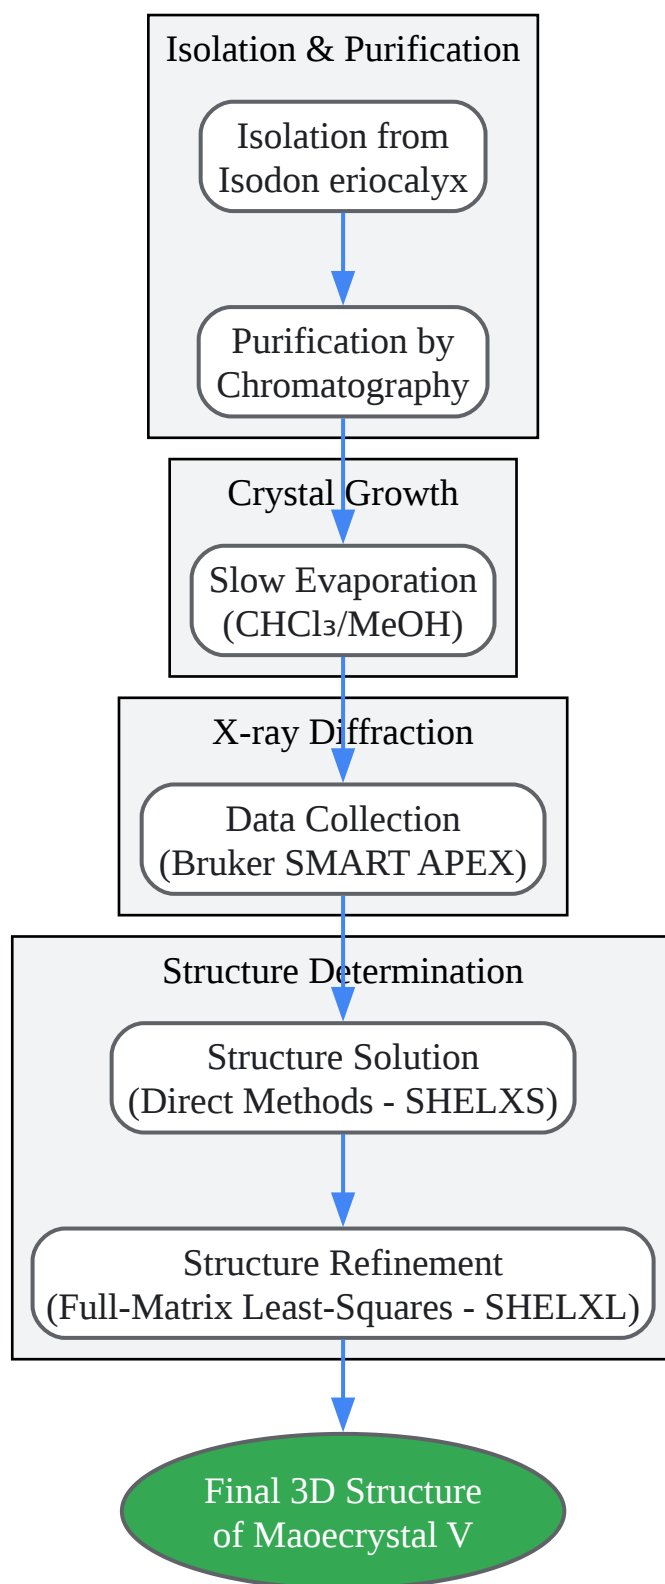 Isolation & Purification
Isolation from
Isodon eriocalyx
Purification by
Chromatography
Crystal Growth
Slow Evaporation
(CHCl₃/MeOH)
X-ray Diffraction
Data Collection
(Bruker SMART APEX)
Structure Determination
Structure Solution
(Direct Methods - SHELXS)
Structure Refinement
(Full-Matrix Least-Squares - SHELXL)
Final 3D Structure
of Maoecrystal V